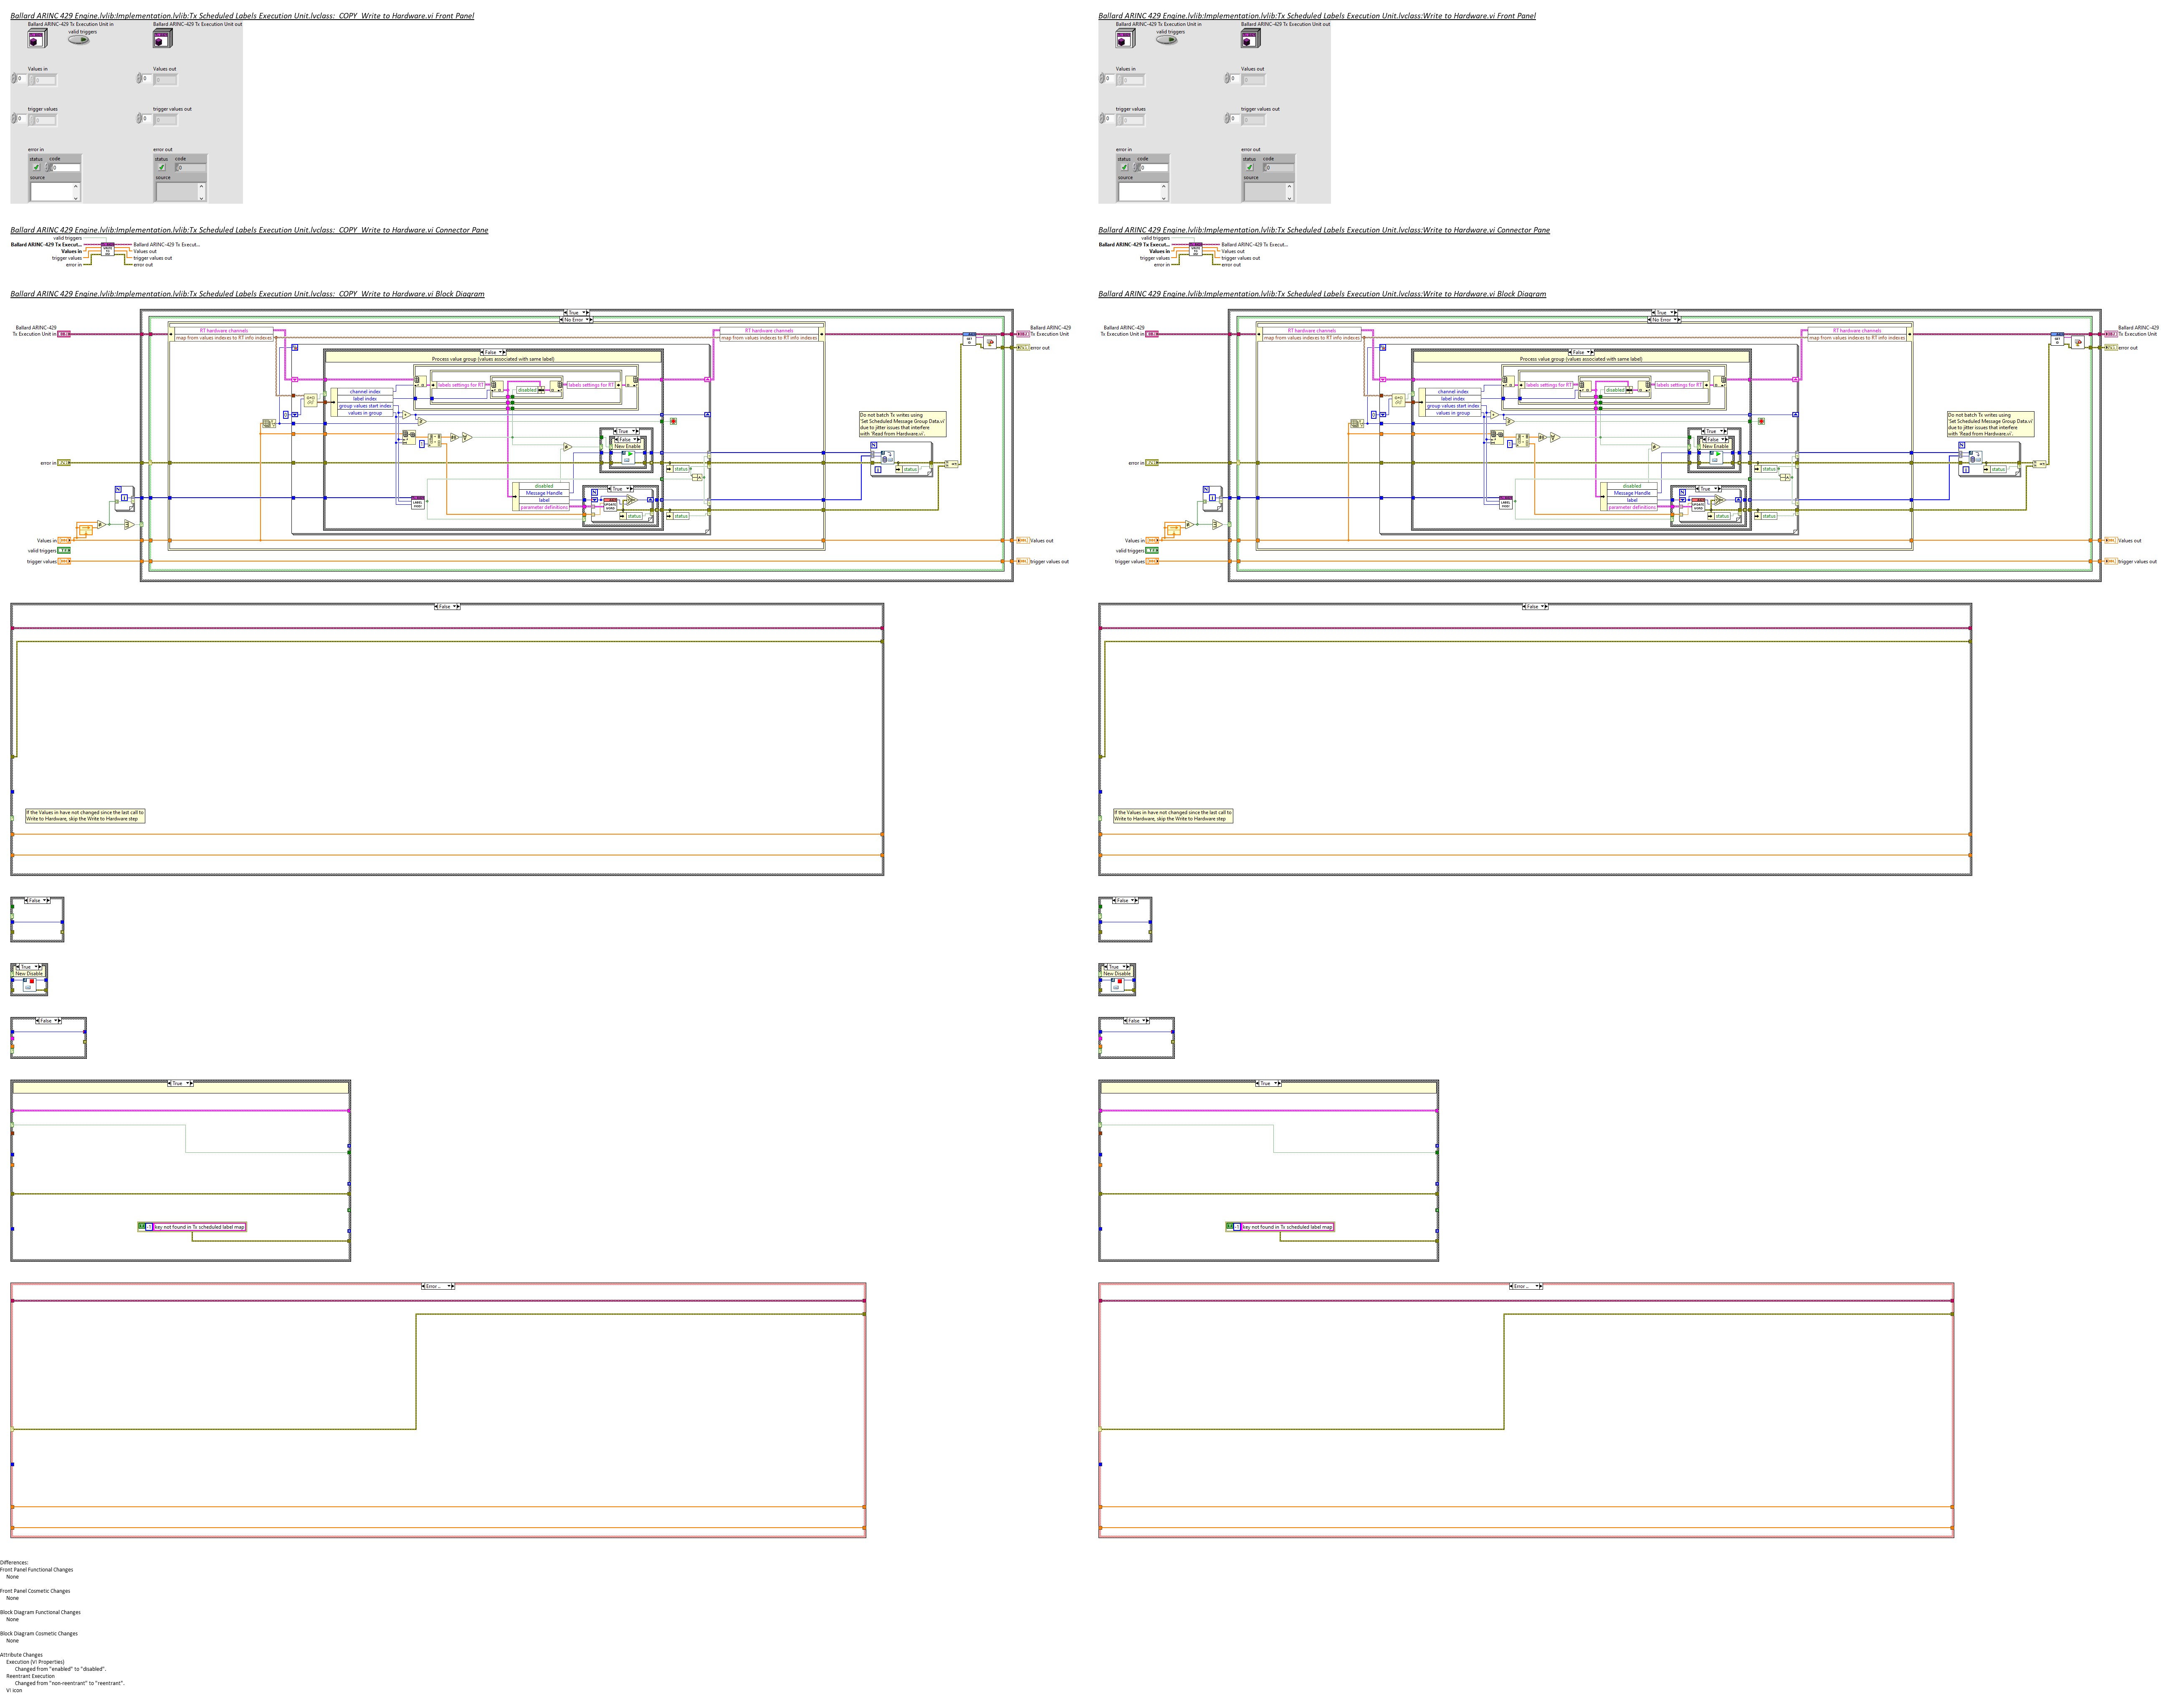 Ballard ARINC 429 Engine.lvlib:Implementation.lvlib:Tx Scheduled Labels Execution Unit.lvclass:_COPY_Write to Hardware.vi Front Panel
Ballard ARINC-429 Tx Execution Unit in
Ballard ARINC-429 Tx Execution Unit out
valid triggers
Values in
Values out
0
0
trigger values
trigger values out
0
0
error in
error out
status code
status code
0
0
source
source
Ballard ARINC 429 Engine.lvlib:Implementation.lvlib:Tx Scheduled Labels Execution Unit.lvclass:_COPY_Write to Hardware.vi Connector Pane
valid triggers
Ballard ARINC-429 Tx Execut...
Ballard ARINC-429 Tx Execut...
Values in
Values out
trigger values
trigger values out
error in
error out
Ballard ARINC 429 Engine.lvlib:Implementation.lvlib:Tx Scheduled Labels Execution Unit.lvclass:_COPY_Write to Hardware.vi Block Diagram
True
No Error
Ballard ARINC-429
Tx Execution Unit in
RT hardware channels
map from values indexes to RT info indexes
RT hardware channels
map from values indexes to RT info indexes
Ballard ARINC-429
Tx Execution Unit
error out
False
Process value group (values associated with same label)
labels settings for RT
disabled
labels settings for RT
channel index
label index
group values start index
values in group
Do not batch Tx writes using
'Set Scheduled Message Group Data.vi'
due to jitter issues that interfere
with 'Read from Hardware.vi'.
True
False
New Enable
error in
status
status
disabled
Message Handle
label
parameter definitions
True
status
status
Values in
Values out
valid triggers
trigger values
trigger values out
False
If the Values in have not changed since the last call to
Write to Hardware, skip the Write to Hardware step
False
True
New Disable
False
True
key not found in Tx scheduled label map
Error
Differences:
Front Panel Functional Changes
None
Front Panel Cosmetic Changes
None
Block Diagram Functional Changes
None
Block Diagram Cosmetic Changes
None
Attribute Changes
Execution (VI Properties)
Changed from "enabled" to "disabled".
Reentrant Execution
Changed from "non-reentrant" to "reentrant".
VI icon
Ballard ARINC 429 Engine.lvlib:Implementation.lvlib:Tx Scheduled Labels Execution Unit.lvclass:Write to Hardware.vi Front Panel
Ballard ARINC-429 Tx Execution Unit in
Ballard ARINC-429 Tx Execution Unit out
valid triggers
Values in
Values out
0
0
trigger values
trigger values out
0
0
error in
error out
status code
status code
0
0
source
source
Ballard ARINC 429 Engine.lvlib:Implementation.lvlib:Tx Scheduled Labels Execution Unit.lvclass:Write to Hardware.vi Connector Pane
valid triggers
Ballard ARINC-429 Tx Execut...
Ballard ARINC-429 Tx Execut...
Values in
Values out
trigger values
trigger values out
error in
error out
Ballard ARINC 429 Engine.lvlib:Implementation.lvlib:Tx Scheduled Labels Execution Unit.lvclass:Write to Hardware.vi Block Diagram
True
No Error
Ballard ARINC-429
Tx Execution Unit in
RT hardware channels
map from values indexes to RT info indexes
RT hardware channels
map from values indexes to RT info indexes
Ballard ARINC-429
Tx Execution Unit
error out
False
Process value group (values associated with same label)
labels settings for RT
disabled
labels settings for RT
channel index
label index
group values start index
values in group
Do not batch Tx writes using
'Set Scheduled Message Group Data.vi'
due to jitter issues that interfere
with 'Read from Hardware.vi'.
True
False
New Enable
error in
status
status
disabled
Message Handle
label
parameter definitions
True
status
status
Values in
Values out
valid triggers
trigger values
trigger values out
False
If the Values in have not changed since the last call to
Write to Hardware, skip the Write to Hardware step
False
True
New Disable
False
True
key not found in Tx scheduled label map
Error